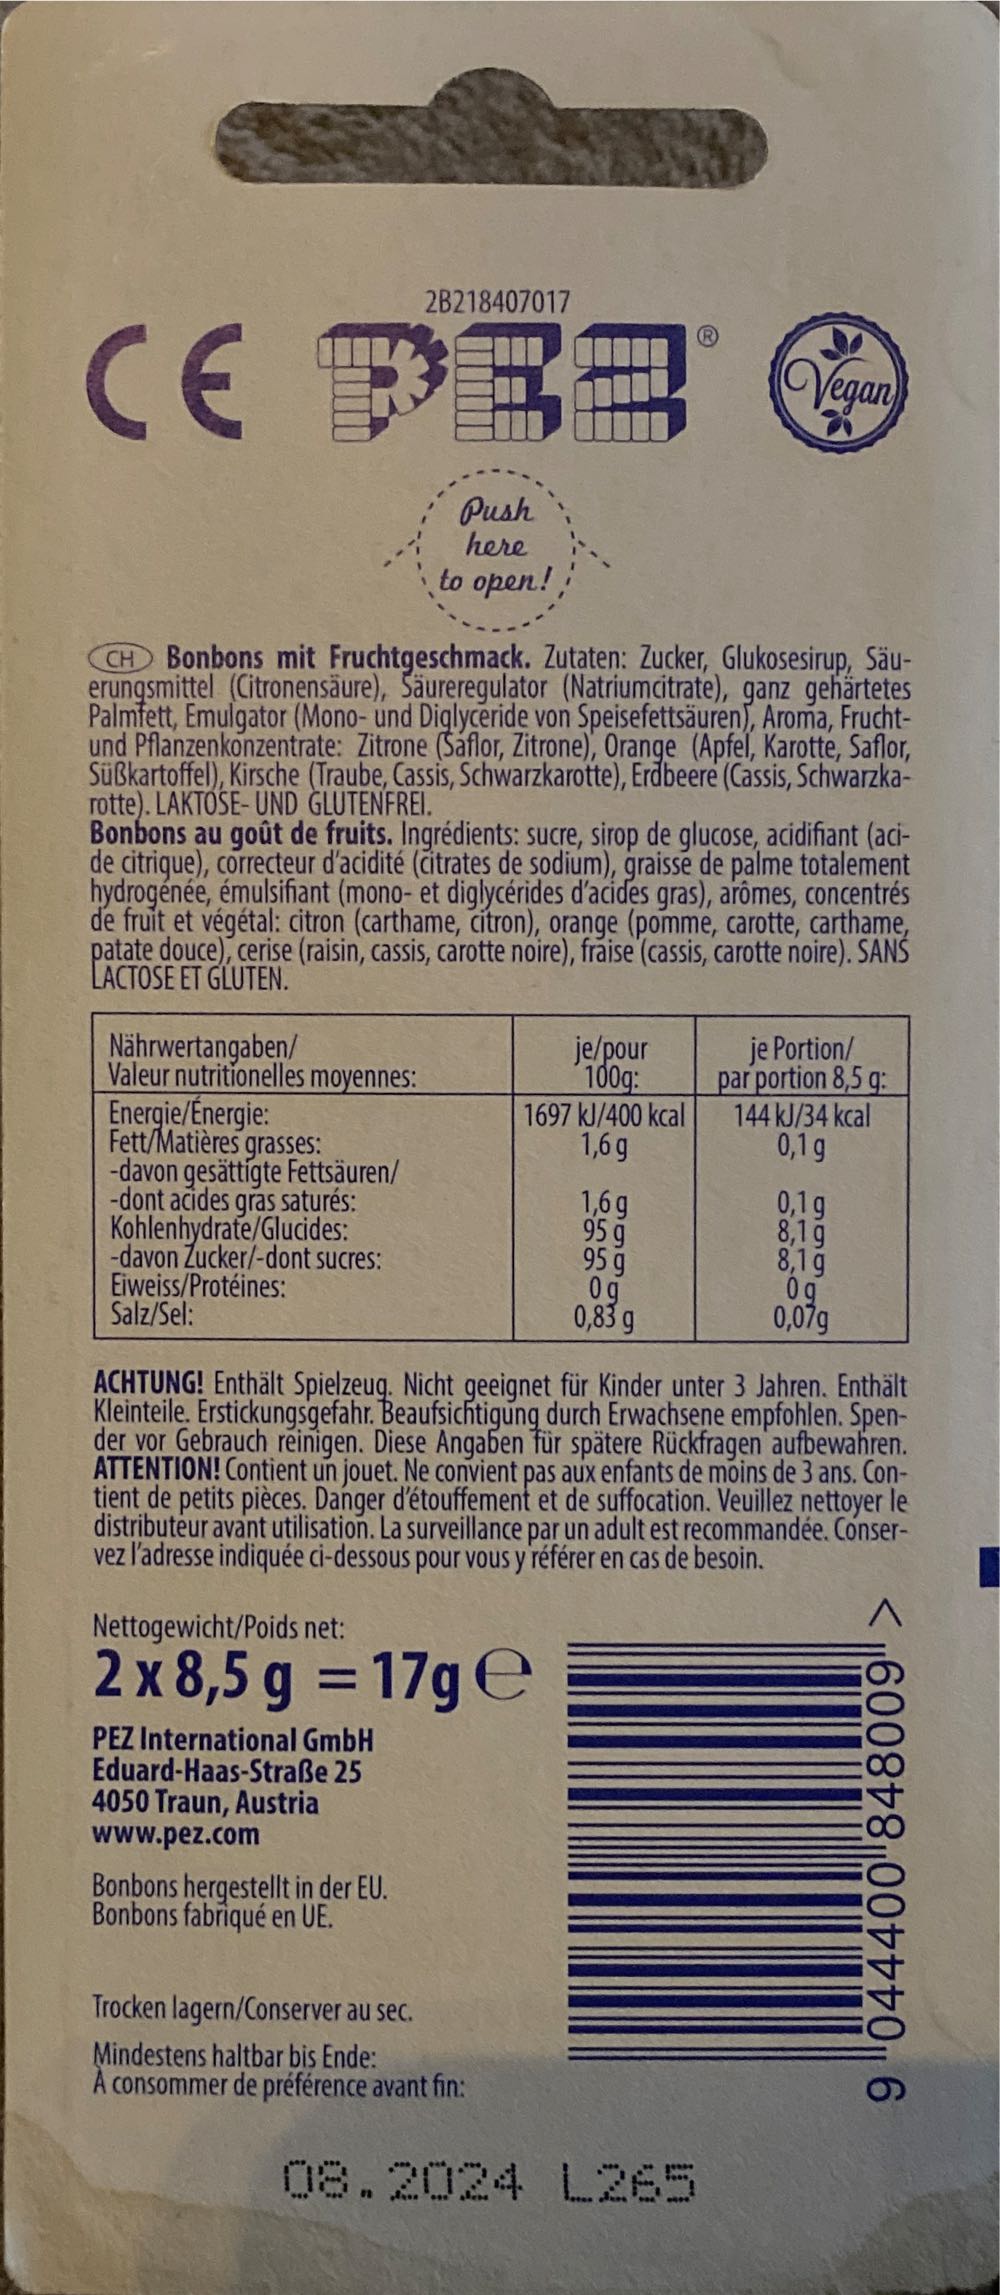 2B218407017
CE PEZ® Vegan
Push
here
to open!
CH Bonbons mit Fruchtgeschmack. Zutaten: Zucker, Glukosesirup, Säu-
erungsmittel (Citronensäure), Säureregulator (Natriumcitrate), ganz gehärtetes
Palmfett, Emulgator (Mono- und Diglyceride von Speisefettsäuren), Aroma, Frucht-
und Pflanzenkonzentrate: Zitrone (Saflor, Zitrone), Orange (Apfel, Karotte, Saflor,
Süßkartoffel), Kirsche (Traube, Cassis, Schwarzkarotte), Erdbeere (Cassis, Schwarzka-
rotte). LAKTOSE- UND GLUTENFREI.
Bonbons au goût de fruits. Ingrédients: sucre, sirop de glucose, acidifiant (aci-
de citrique), correcteur d'acidité (citrates de sodium), graisse de palme totalement
hydrogénée, émulsifiant (mono- et diglycérides d'acides gras), arômes, concentrés
de fruit et végétal: citron (carthame, citron), orange (pomme, carotte, carthame,
patate douce), cerise (raisin, cassis, carotte noire), fraise (cassis, carotte noire). SANS
LACTOSE ET GLUTEN.
Nährwertangaben/ je/pour je Portion/
Valeur nutritionelles moyennes: 100g: par portion 8,5 g:
Energie/Énergie: 1697 kJ/400 kcal 144 kJ/34 kcal
Fett/Matières grasses: 1,6 g 0,1 g
-davon gesättigte Fettsäuren/
-dont acides gras saturés: 1,6 g 0,1 g
Kohlenhydrate/Glucides: 95 g 8,1 g
-davon Zucker/-dont sucres: 95 g 8,1 g
Eiweiss/Protéines: 0 g 0 g
Salz/Sel: 0,83 g 0,07g
ACHTUNG! Enthält Spielzeug. Nicht geeignet für Kinder unter 3 Jahren. Enthält
Kleinteile. Erstickungsgefahr. Beaufsichtigung durch Erwachsene empfohlen. Spen-
der vor Gebrauch reinigen. Diese Angaben für spätere Rückfragen aufbewahren.
ATTENTION! Contient un jouet. Ne convient pas aux enfants de moins de 3 ans. Con-
tient de petits pièces. Danger d'étouffement et de suffocation. Veuillez nettoyer le
distributeur avant utilisation. La surveillance par un adult est recommandée. Conser-
vez l'adresse indiquée ci-dessous pour vous y référer en cas de besoin.
Nettogewicht/Poids net:
2 x 8,5 g = 17g e
PEZ International GmbH
Eduard-Haas-Straße 25
4050 Traun, Austria
www.pez.com
Bonbons hergestellt in der EU.
Bonbons fabriqué en UE.
Trocken lagern/Conserver au sec.
Mindestens haltbar bis Ende:
À consommer de préférence avant fin:
9 044400 848009 >
08.2024 L265